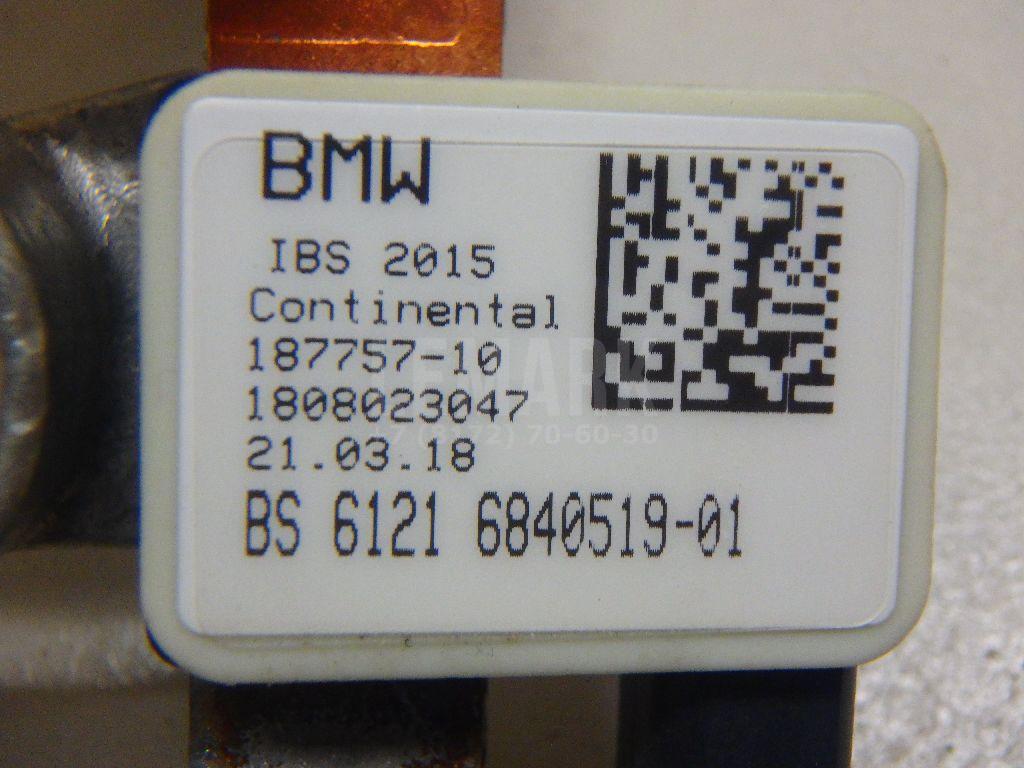 BMW
IBS 2015
Continental
187757-10
1808023047
21.03.18
BS 6121 6840519-01